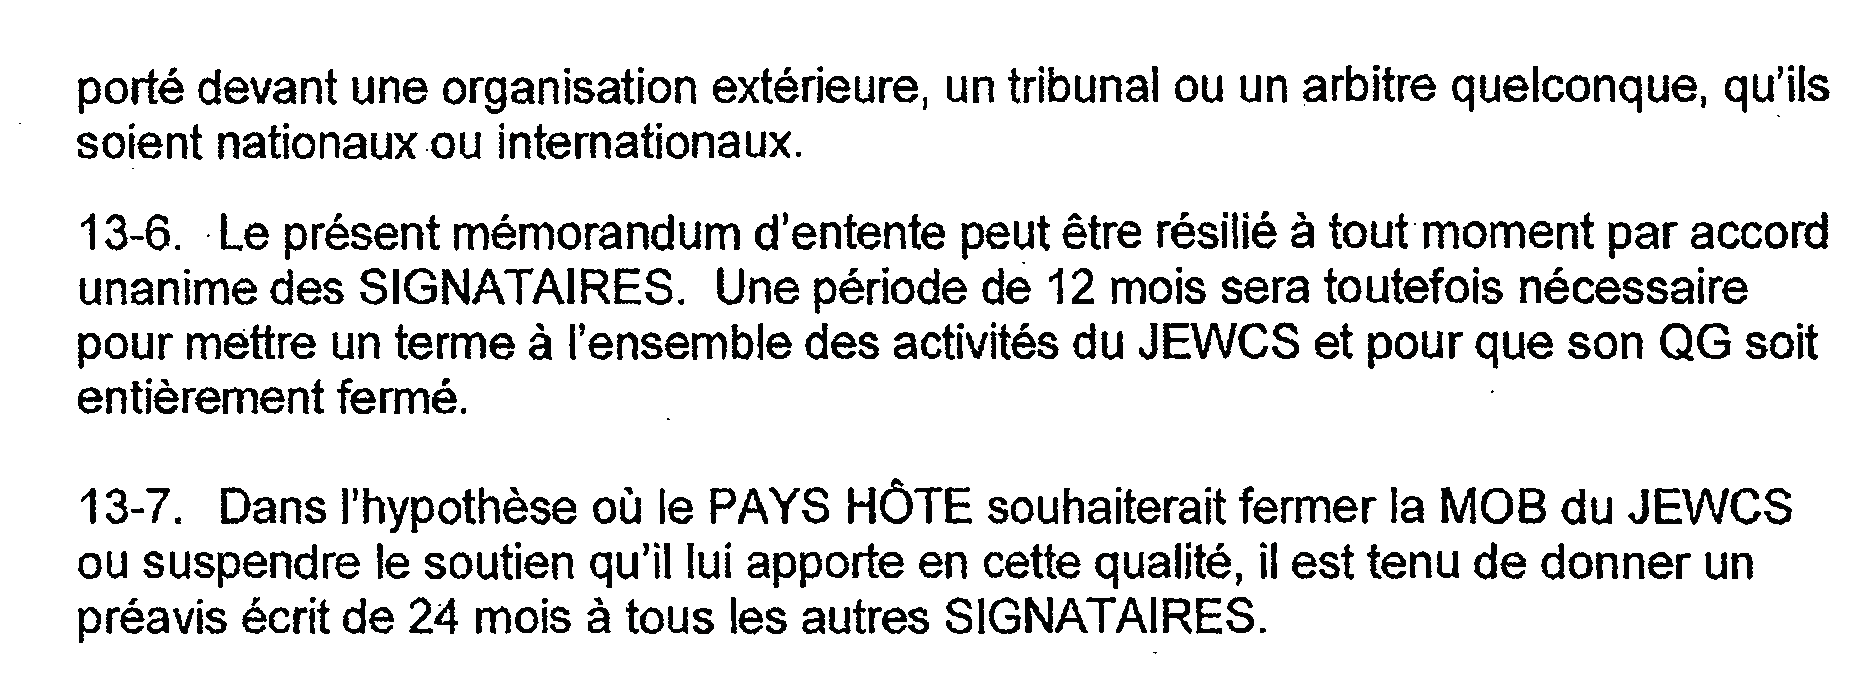 porté devant une organisation extérieure, un tribunal ou un arbitre quelconque, qu'ils
soient nationaux ou internationaux.
13-6. Le présent mémorandum d'entente peut être résilié à tout moment par accord
unanime des SIGNATAIRES. Une période de 12 mois sera toutefois nécessaire
pour mettre un terme à l'ensemble des activités du JEWCS et pour que son QG soit
entièrement fermé.
13-7. Dans l'hypothèse où le PAYS HÔTE souhaiterait fermer la MOB du JEWCS
ou suspendre le soutien qu'il lui apporte en cette qualité, il est tenu de donner un
préavis écrit de 24 mois à tous les autres SIGNATAIRES.